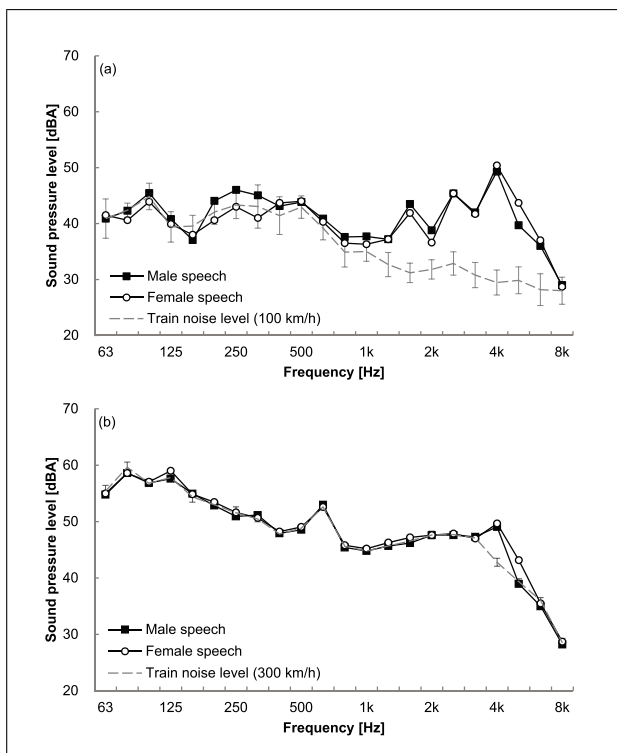 (a)
Sound pressure level [dBA]
70
60
50
40
30
20
Male speech
Female speech
Train noise level (100 km/h)
63 125 250 500 1k 2k 4k 8k
Frequency [Hz]
(b)
Sound pressure level [dBA]
70
60
50
40
30
20
Male speech
Female speech
Train noise level (300 km/h)
63 125 250 500 1k 2k 4k 8k
Frequency [Hz]